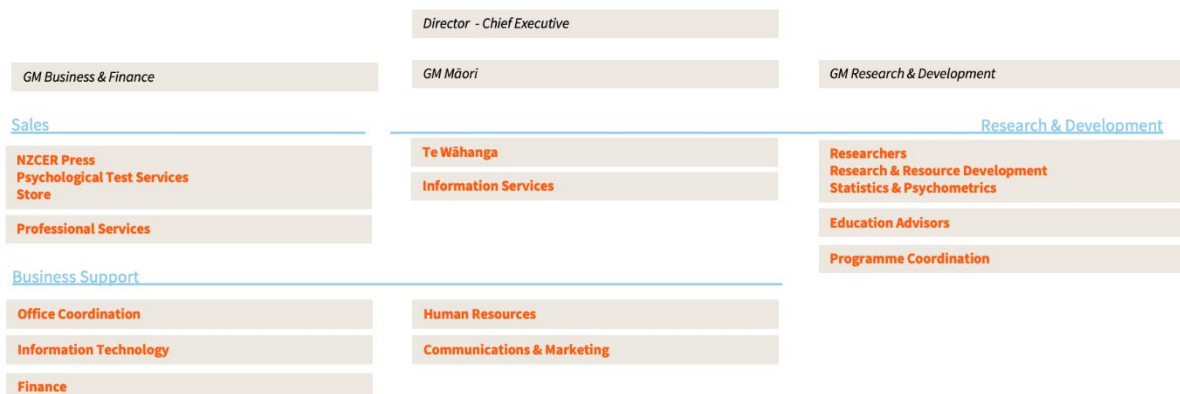 Director - Chief Executive
GM Business & Finance
GM Māori
GM Research & Development
Sales
Research & Development
NZCER Press
Psychological Test Services
Store
Professional Services
Te Wāhanga
Information Services
Researchers
Research & Resource Development
Statistics & Psychometrics
Education Advisors
Programme Coordination
Business Support
Office Coordination
Information Technology
Finance
Human Resources
Communications & Marketing